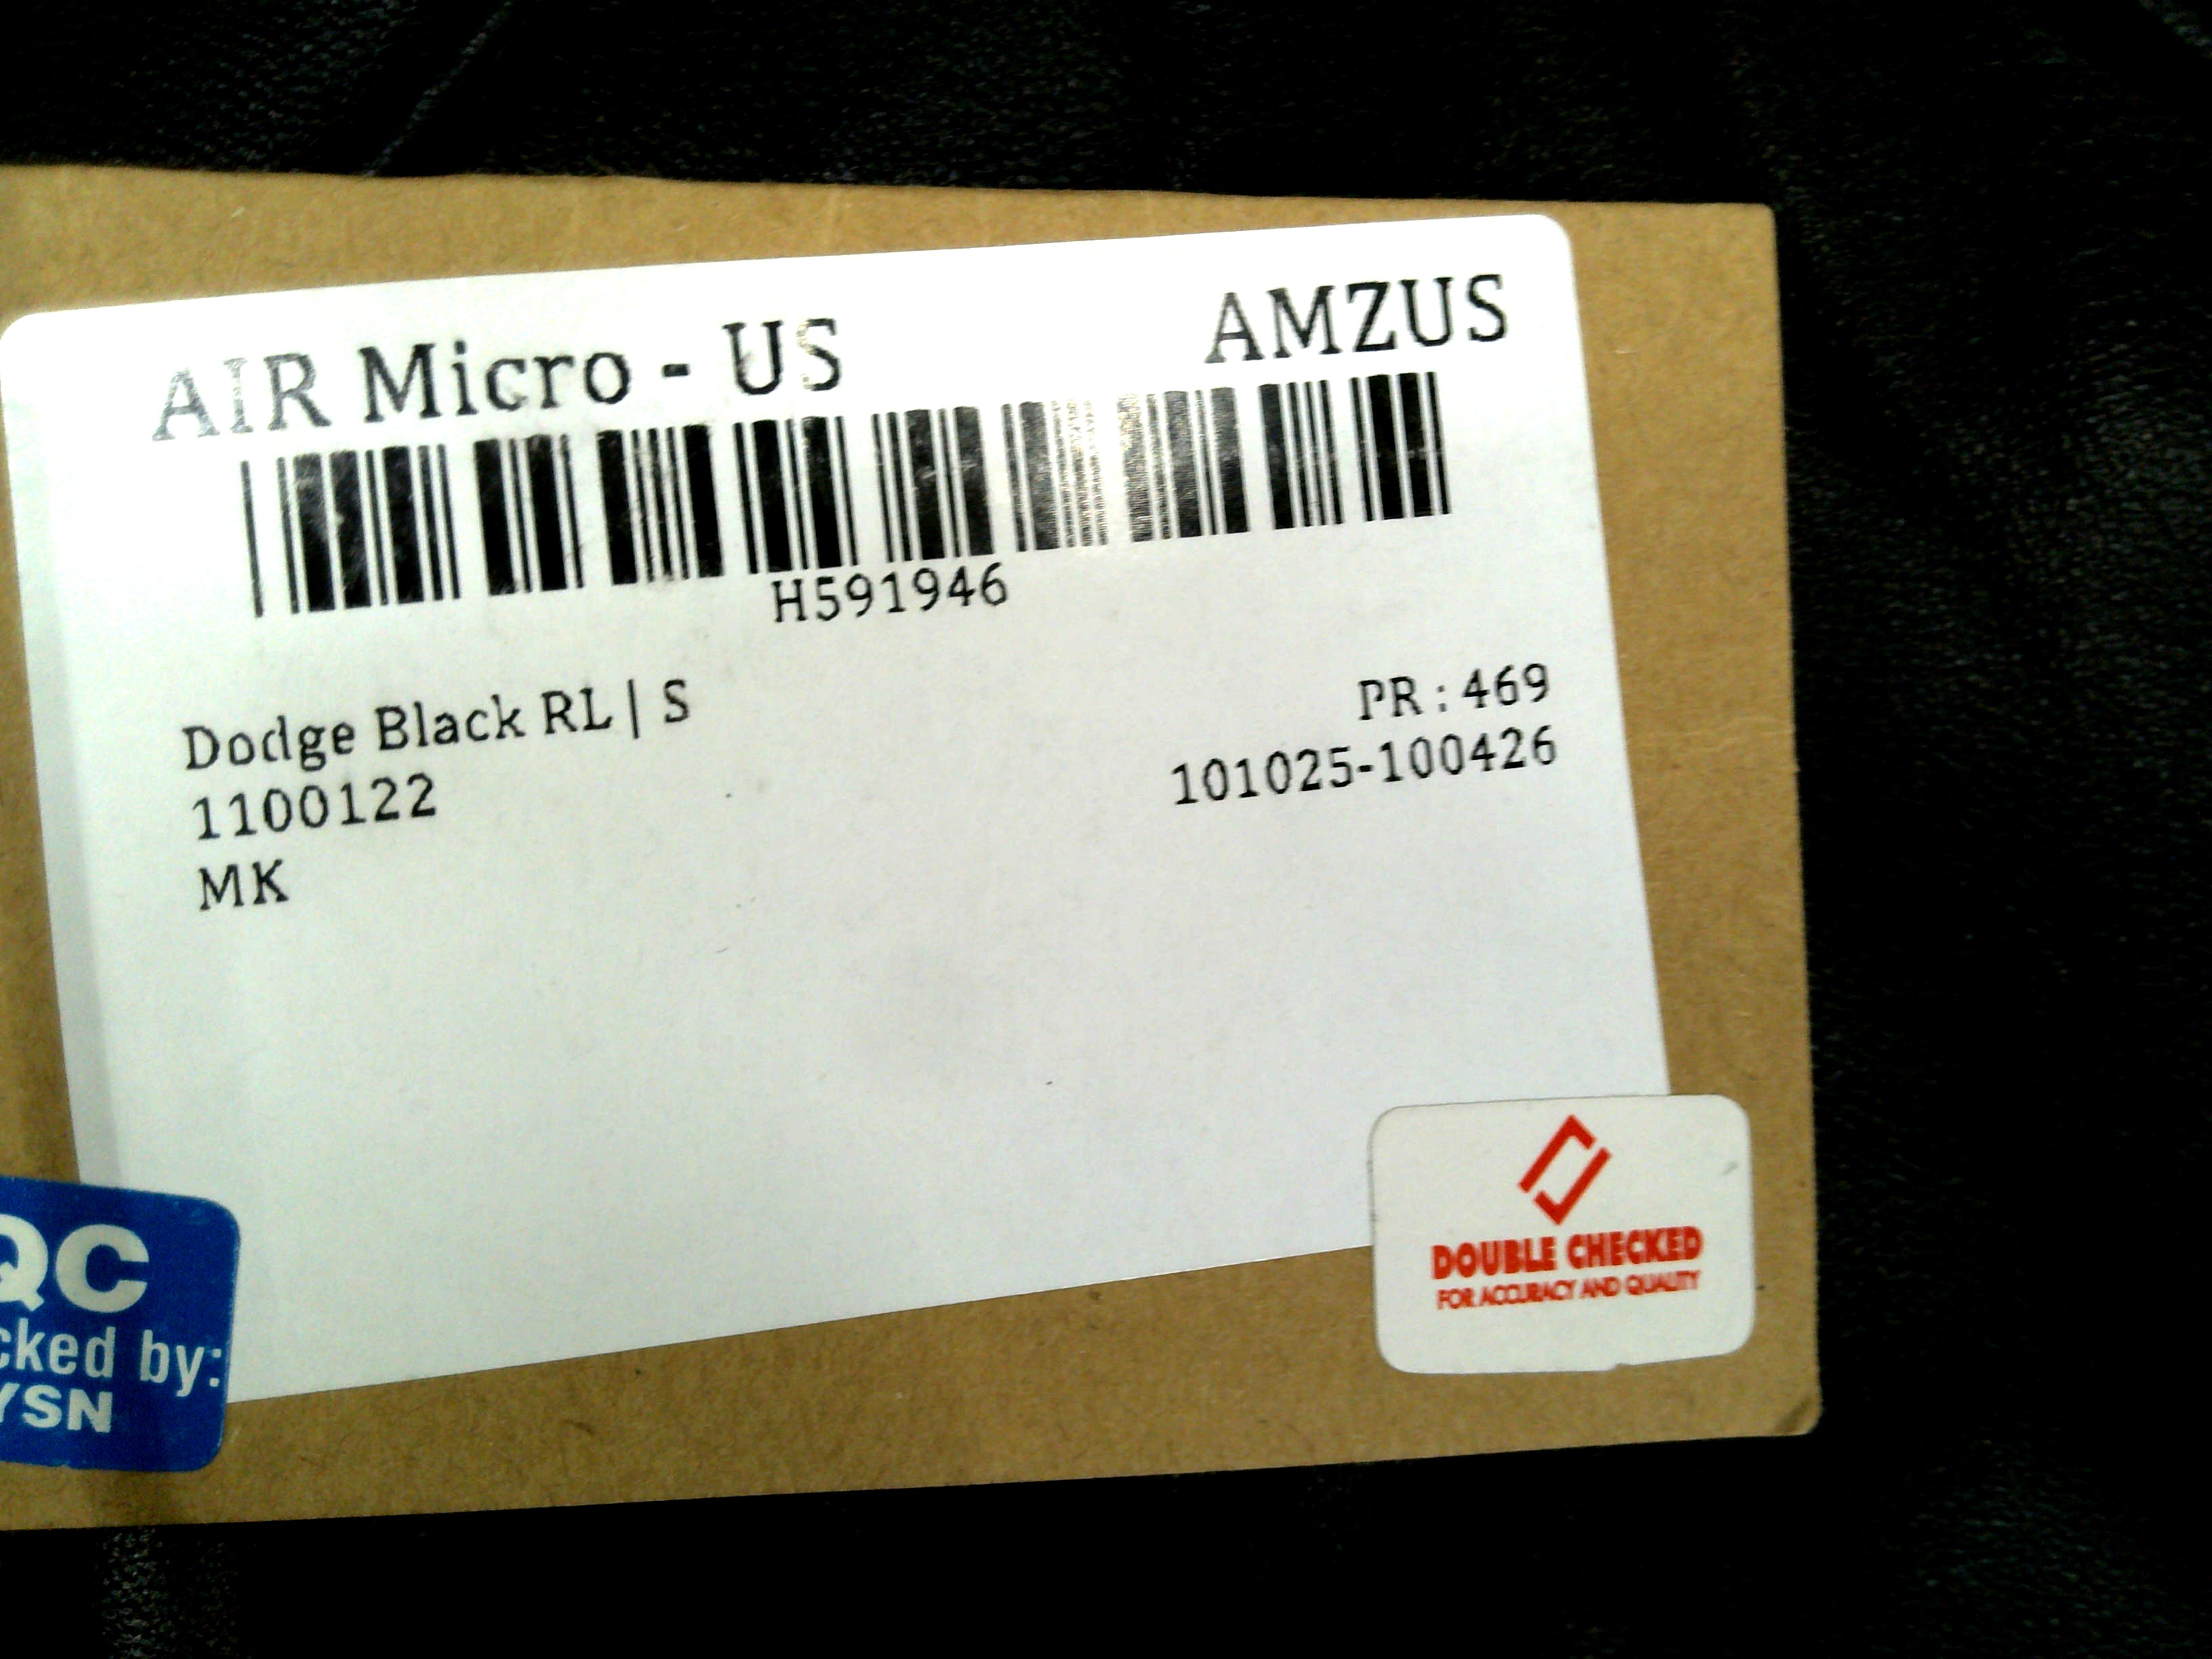 AIR Micro - US AMZUS
H591946
Dodge Black RL | S PR : 469
1100122 101025-100426
MK
QC
cked by:
YSN
DOUBLE CHECKED
FOR ACCURACY AND QUALITY